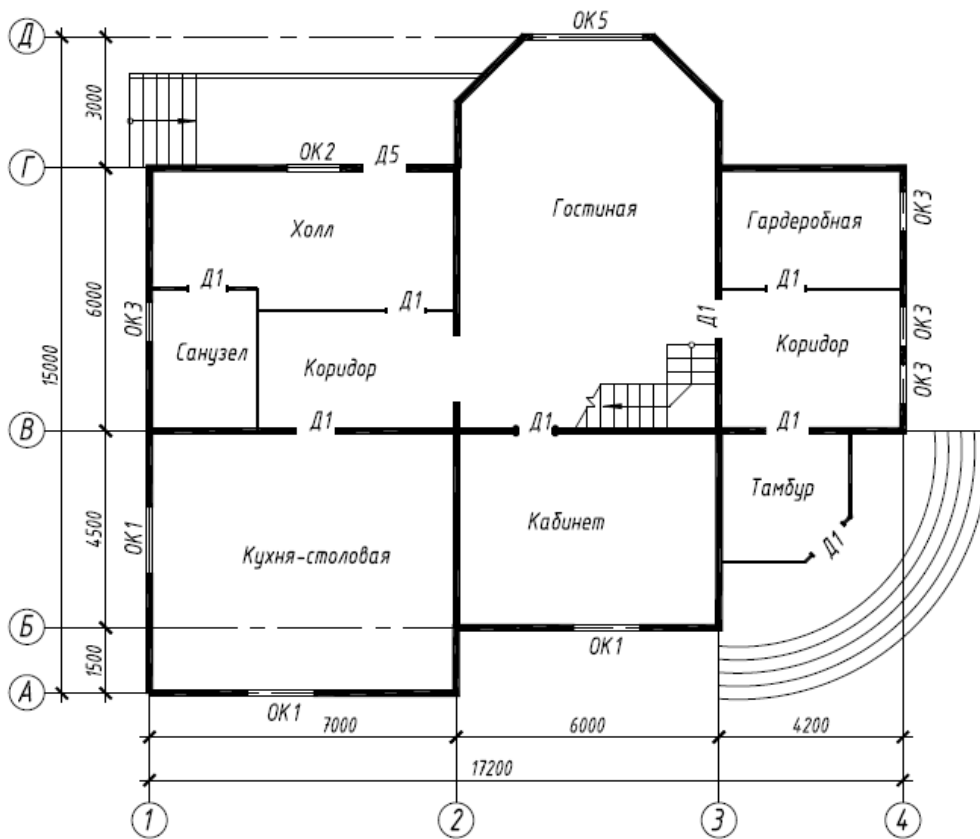 ОК5
Д
3000
ОК2
Д5
Г
Холл
Гостиная
Гардеробная
ОК3
Д1
Д1
Д1
6000
15000
ОК3
Санузел
Коридор
Д1
Коридор
ОК3
ОК3
В
Д1
Д1
Д1
4500
ОК1
Кухня-столовая
Кабинет
Тамбур
Д1
Б
1500
ОК1
А
ОК1
7000
6000
4200
17200
1
2
3
4